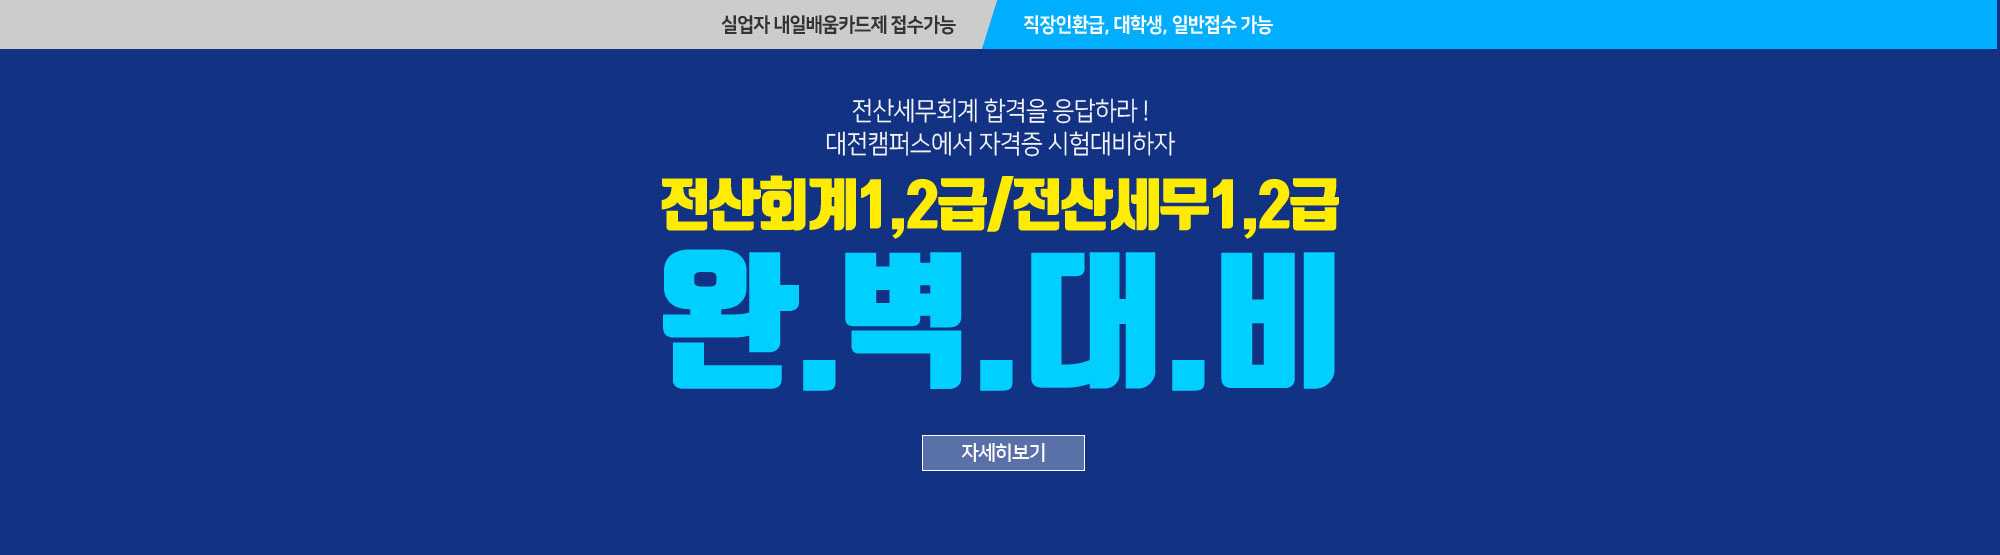 실업자 내일배움카드제 접수가능
직장인환급, 대학생, 일반접수 가능
전산세무회계 합격을 응답하라 !
대전캠퍼스에서 자격증 시험대비하자
전산회계1,2급/전산세무1,2급
완.벽.대.비
자세히보기